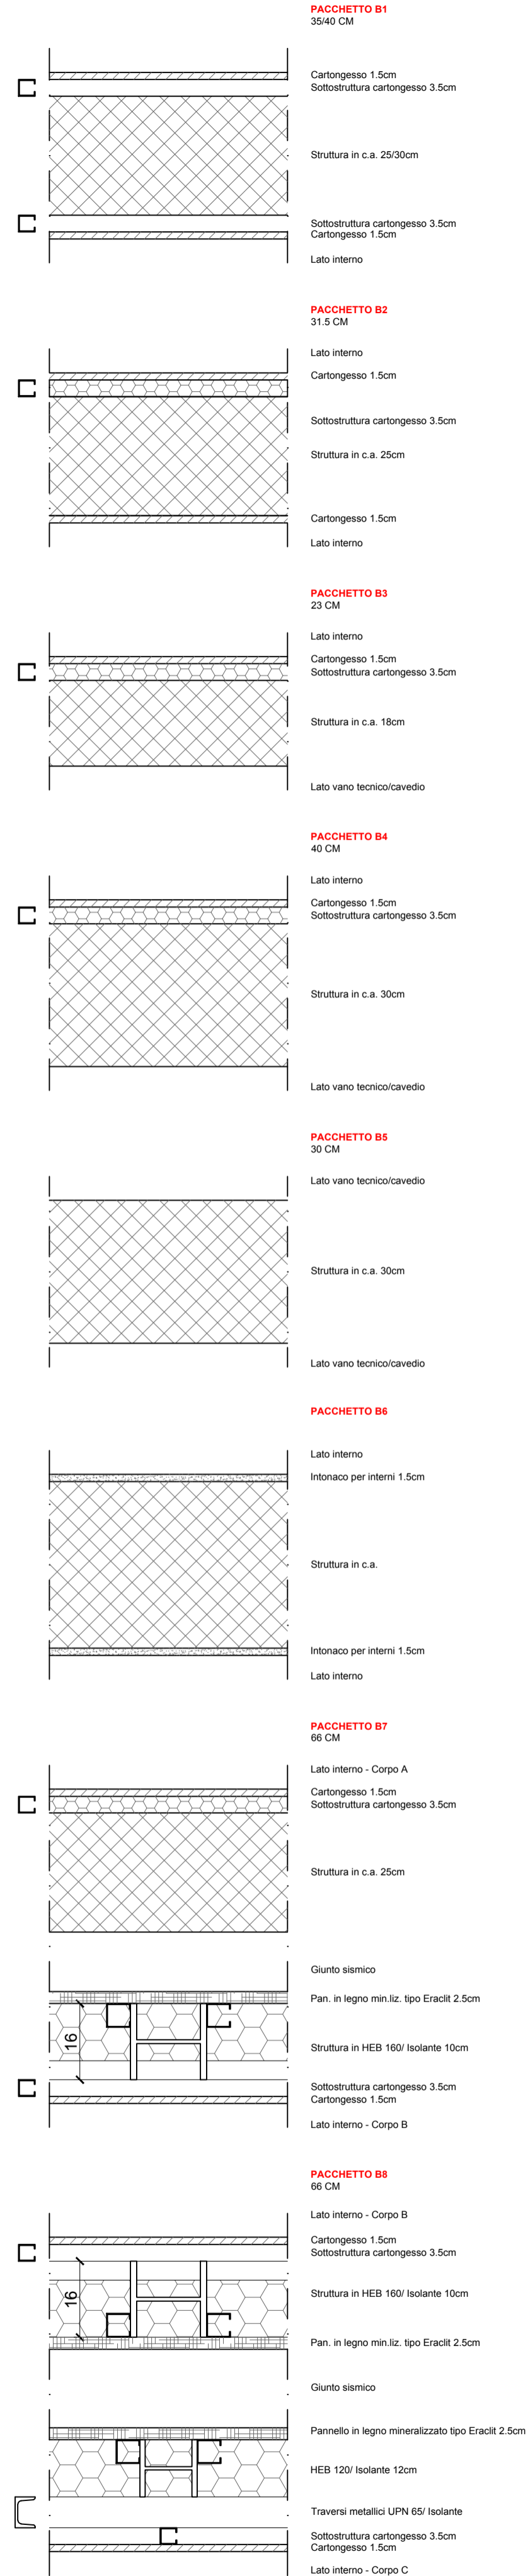 PACCHETTO B1
35/40 CM
Cartongesso 1.5cm
Sottostruttura cartongesso 3.5cm
Struttura in c.a. 25/30cm
Sottostruttura cartongesso 3.5cm
Cartongesso 1.5cm
Lato interno
PACCHETTO B2
31.5 CM
Lato interno
Cartongesso 1.5cm
Sottostruttura cartongesso 3.5cm
Struttura in c.a. 25cm
Cartongesso 1.5cm
Lato interno
PACCHETTO B3
23 CM
Lato interno
Cartongesso 1.5cm
Sottostruttura cartongesso 3.5cm
Struttura in c.a. 18cm
Lato vano tecnico/cavedio
PACCHETTO B4
40 CM
Lato interno
Cartongesso 1.5cm
Sottostruttura cartongesso 3.5cm
Struttura in c.a. 30cm
Lato vano tecnico/cavedio
PACCHETTO B5
30 CM
Lato vano tecnico/cavedio
Struttura in c.a. 30cm
Lato vano tecnico/cavedio
PACCHETTO B6
Lato interno
Intonaco per interni 1.5cm
Struttura in c.a.
Intonaco per interni 1.5cm
Lato interno
PACCHETTO B7
66 CM
Lato interno - Corpo A
Cartongesso 1.5cm
Sottostruttura cartongesso 3.5cm
Struttura in c.a. 25cm
Giunto sismico
Pan. in legno min.liz. tipo Eraclit 2.5cm
16
Struttura in HEB 160/ Isolante 10cm
Sottostruttura cartongesso 3.5cm
Cartongesso 1.5cm
Lato interno - Corpo B
PACCHETTO B8
66 CM
Lato interno - Corpo B
Cartongesso 1.5cm
Sottostruttura cartongesso 3.5cm
16
Struttura in HEB 160/ Isolante 10cm
Pan. in legno min.liz. tipo Eraclit 2.5cm
Giunto sismico
Pannello in legno mineralizzato tipo Eraclit 2.5cm
HEB 120/ Isolante 12cm
Traversi metallici UPN 65/ Isolante
Sottostruttura cartongesso 3.5cm
Cartongesso 1.5cm
Lato interno - Corpo C